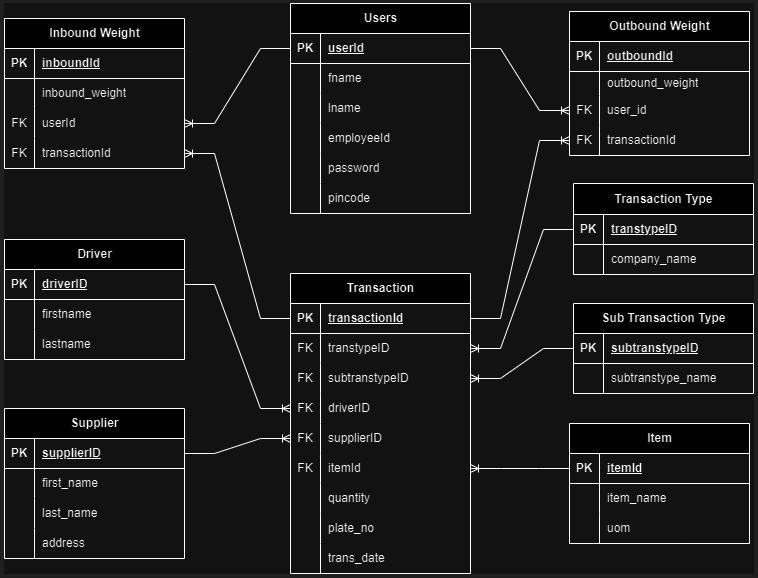 Inbound Weight
PK inboundId
inbound_weight
FK userId
FK transactionId
Users
PK userId
fname
lname
employeeId
password
pincode
Outbound Weight
PK outboundId
outbound_weight
FK user_id
FK transactionId
Transaction Type
PK transtypeID
company_name
Driver
PK driverID
firstname
lastname
Transaction
PK transactionId
FK transtypeID
FK subtranstypeID
FK driverID
FK supplierID
FK itemId
quantity
plate_no
trans_date
Sub Transaction Type
PK subtranstypeID
subtranstype_name
Supplier
PK supplierID
first_name
last_name
address
Item
PK itemId
item_name
uom